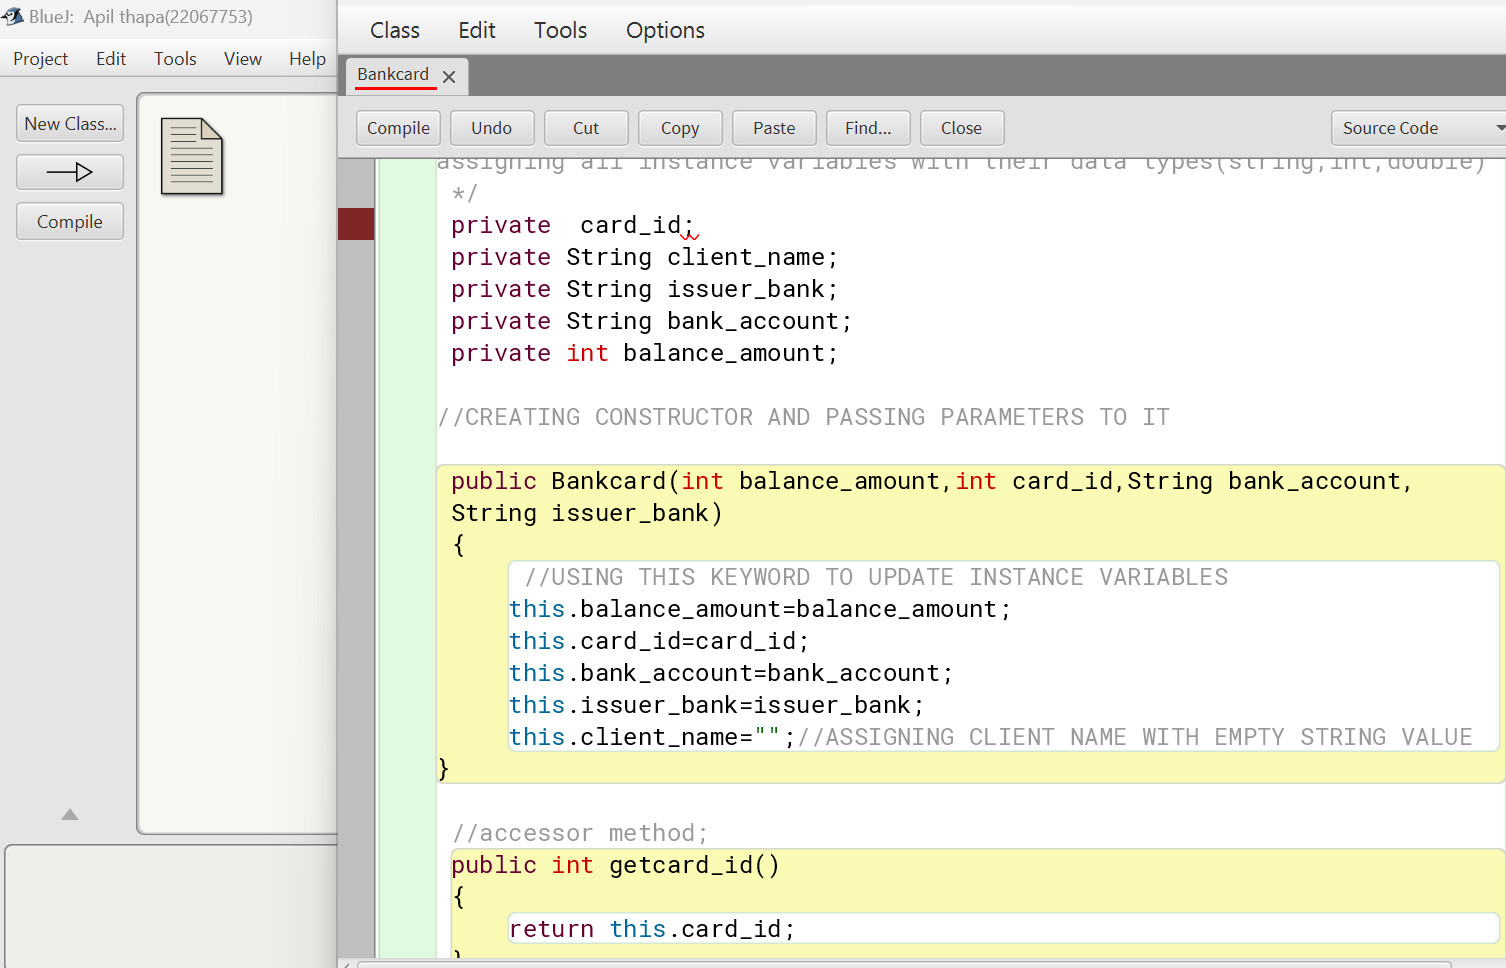 BlueJ:  Apil thapa(22067753)
Project Edit Tools View Help
New Class...
Compile
Class Edit Tools Options
Bankcard
Compile Undo Cut Copy Paste Find... Close Source Code
assigning all instance variables with their data types(string,int,double)
*/
private  card_id;
private String client_name;
private String issuer_bank;
private String bank_account;
private int balance_amount;
//CREATING CONSTRUCTOR AND PASSING PARAMETERS TO IT
public Bankcard(int balance_amount,int card_id,String bank_account,
String issuer_bank)
{
//USING THIS KEYWORD TO UPDATE INSTANCE VARIABLES
this.balance_amount=balance_amount;
this.card_id=card_id;
this.bank_account=bank_account;
this.issuer_bank=issuer_bank;
this.client_name="";//ASSIGNING CLIENT NAME WITH EMPTY STRING VALUE
}
//accessor method;
public int getcard_id()
{
return this.card_id;
}